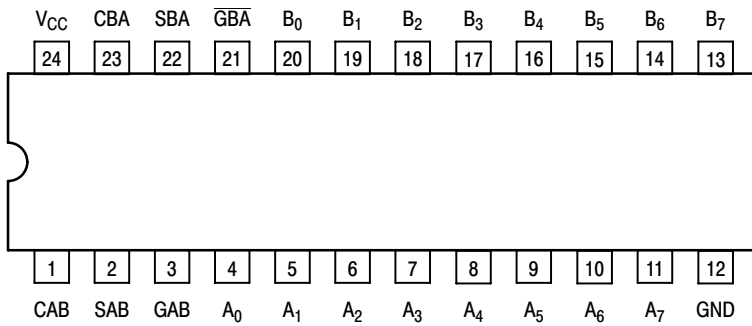 V_CC CBA SBA G̅B̅A̅ B₀ B₁ B₂ B₃ B₄ B₅ B₆ B₇
24 23 22 21 20 19 18 17 16 15 14 13
1 2 3 4 5 6 7 8 9 10 11 12
CAB SAB GAB A₀ A₁ A₂ A₃ A₄ A₅ A₆ A₇ GND